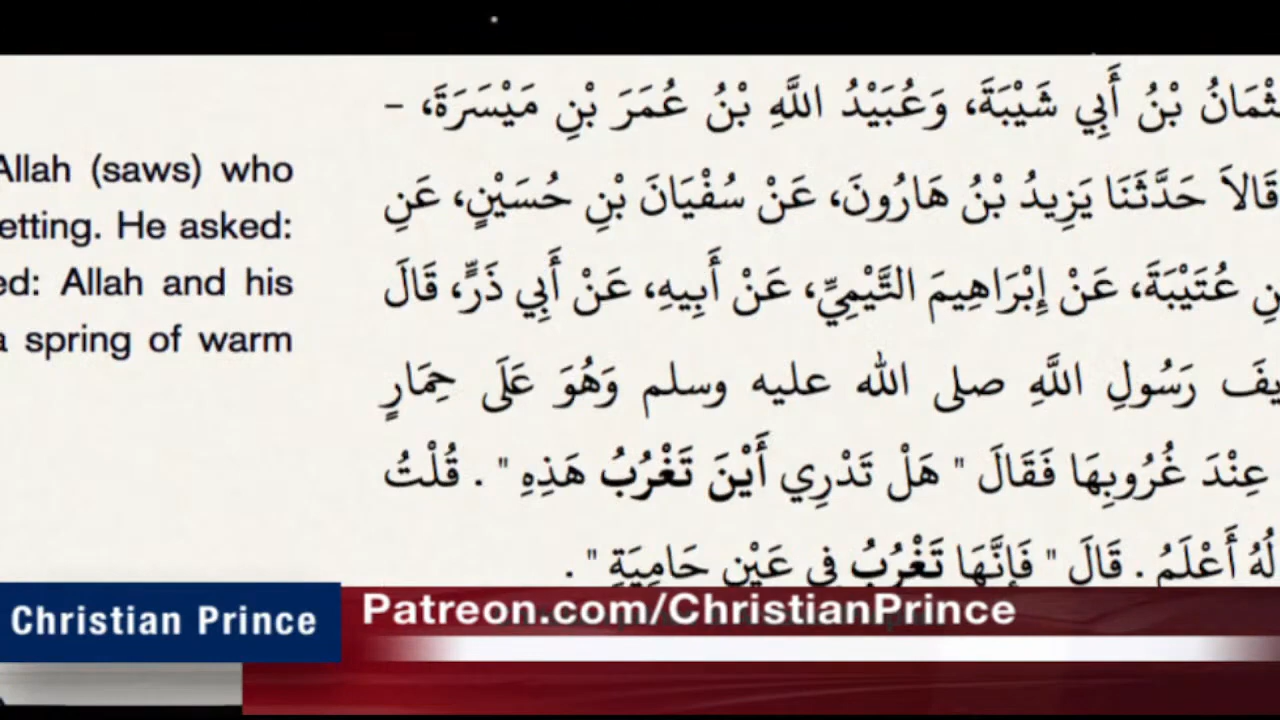 Allah (saws) who
etting. He asked:
ed: Allah and his
a spring of warm
ثْمَانُ بْنُ أَبِي شَيْبَةَ، وَعُبَيْدُ اللَّهِ بْنُ عُمَرَ بْنِ مَيْسَرَةَ، -
قَالاَ حَدَّثَنَا يَزِيدُ بْنُ هَارُونَ، عَنْ سُفْيَانَ بْنِ حُسَيْنٍ، عَنِ
نِ عُتَيْبَةَ، عَنْ إِبْرَاهِيمَ التَّيْمِيِّ، عَنْ أَبِيهِ، عَنْ أَبِي ذَرٍّ، قَالَ
يفَ رَسُولِ اللَّهِ صلى الله عليه وسلم وَهُوَ عَلَى حِمَارٍ
عِنْدَ غُرُوبِهَا فَقَالَ " هَلْ تَدْرِي أَيْنَ تَغْرُبُ هَذِهِ " . قُلْتُ
لُهُ أَعْلَمُ . قَالَ " فَإِنَّهَا تَغْرُبُ فِي عَيْنِ حَامِيَةٍ " .
Christian Prince
Patreon.com/ChristianPrince